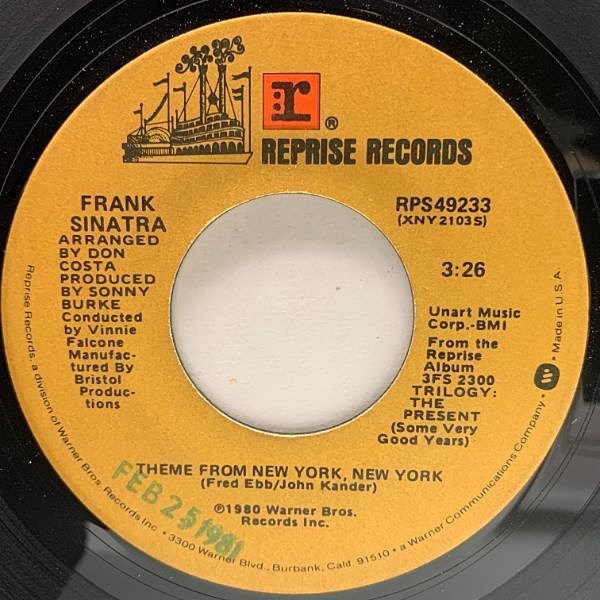 r
®
REPRISE RECORDS
FRANK
SINATRA
ARRANGED
BY DON
COSTA
PRODUCED
BY SONNY
BURKE
Conducted
by Vinnie
Falcone
Manufac-
tured By
Bristol
Produc-
tions
RPS49233
(XNY2103S)
3:26
Unart Music
Corp.-BMI
From the
Reprise
Album
3FS 2300
TRILOGY:
THE
PRESENT
(Some Very
Good Years)
THEME FROM NEW YORK, NEW YORK
(Fred Ebb/John Kander)
℗1980 Warner Bros.
Records Inc.
FEB 25 1981
Reprise Records, a division of Warner Bros. Records Inc. • 3300 Warner Blvd., Burbank, Calif. 91510 • a Warner Communications Company • W • Made in U.S.A.